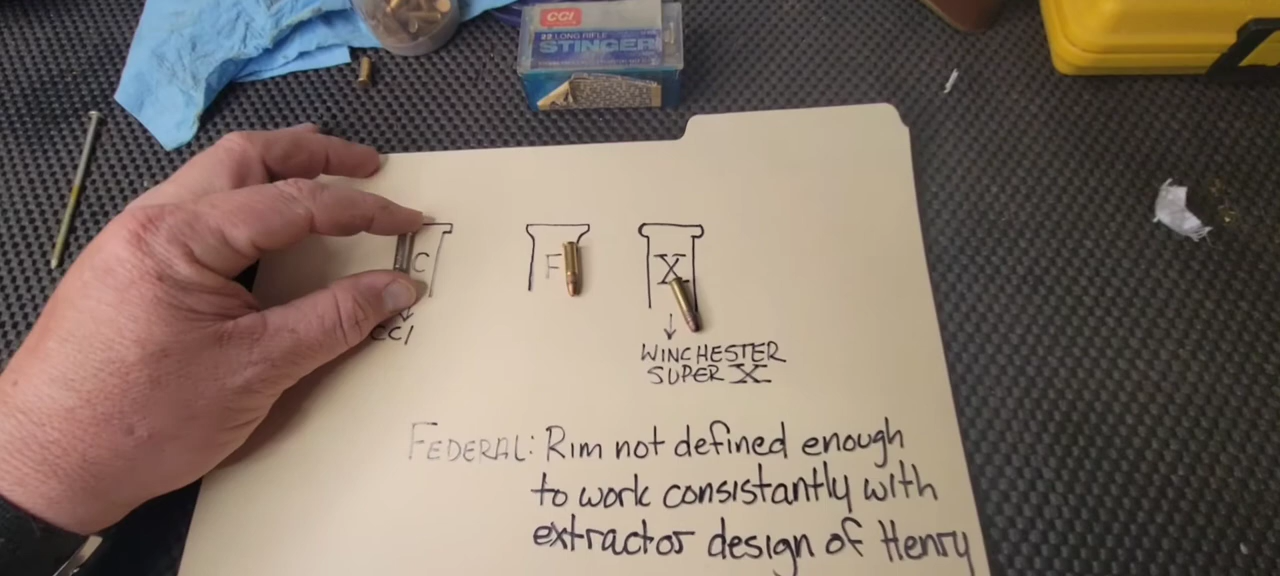 CCI
22 LONG RIFLE
STINGER
C
F
X
CCI
WINCHESTER
SUPER X
FEDERAL: Rim not defined enough
to work consistantly with
extractor design of Henry